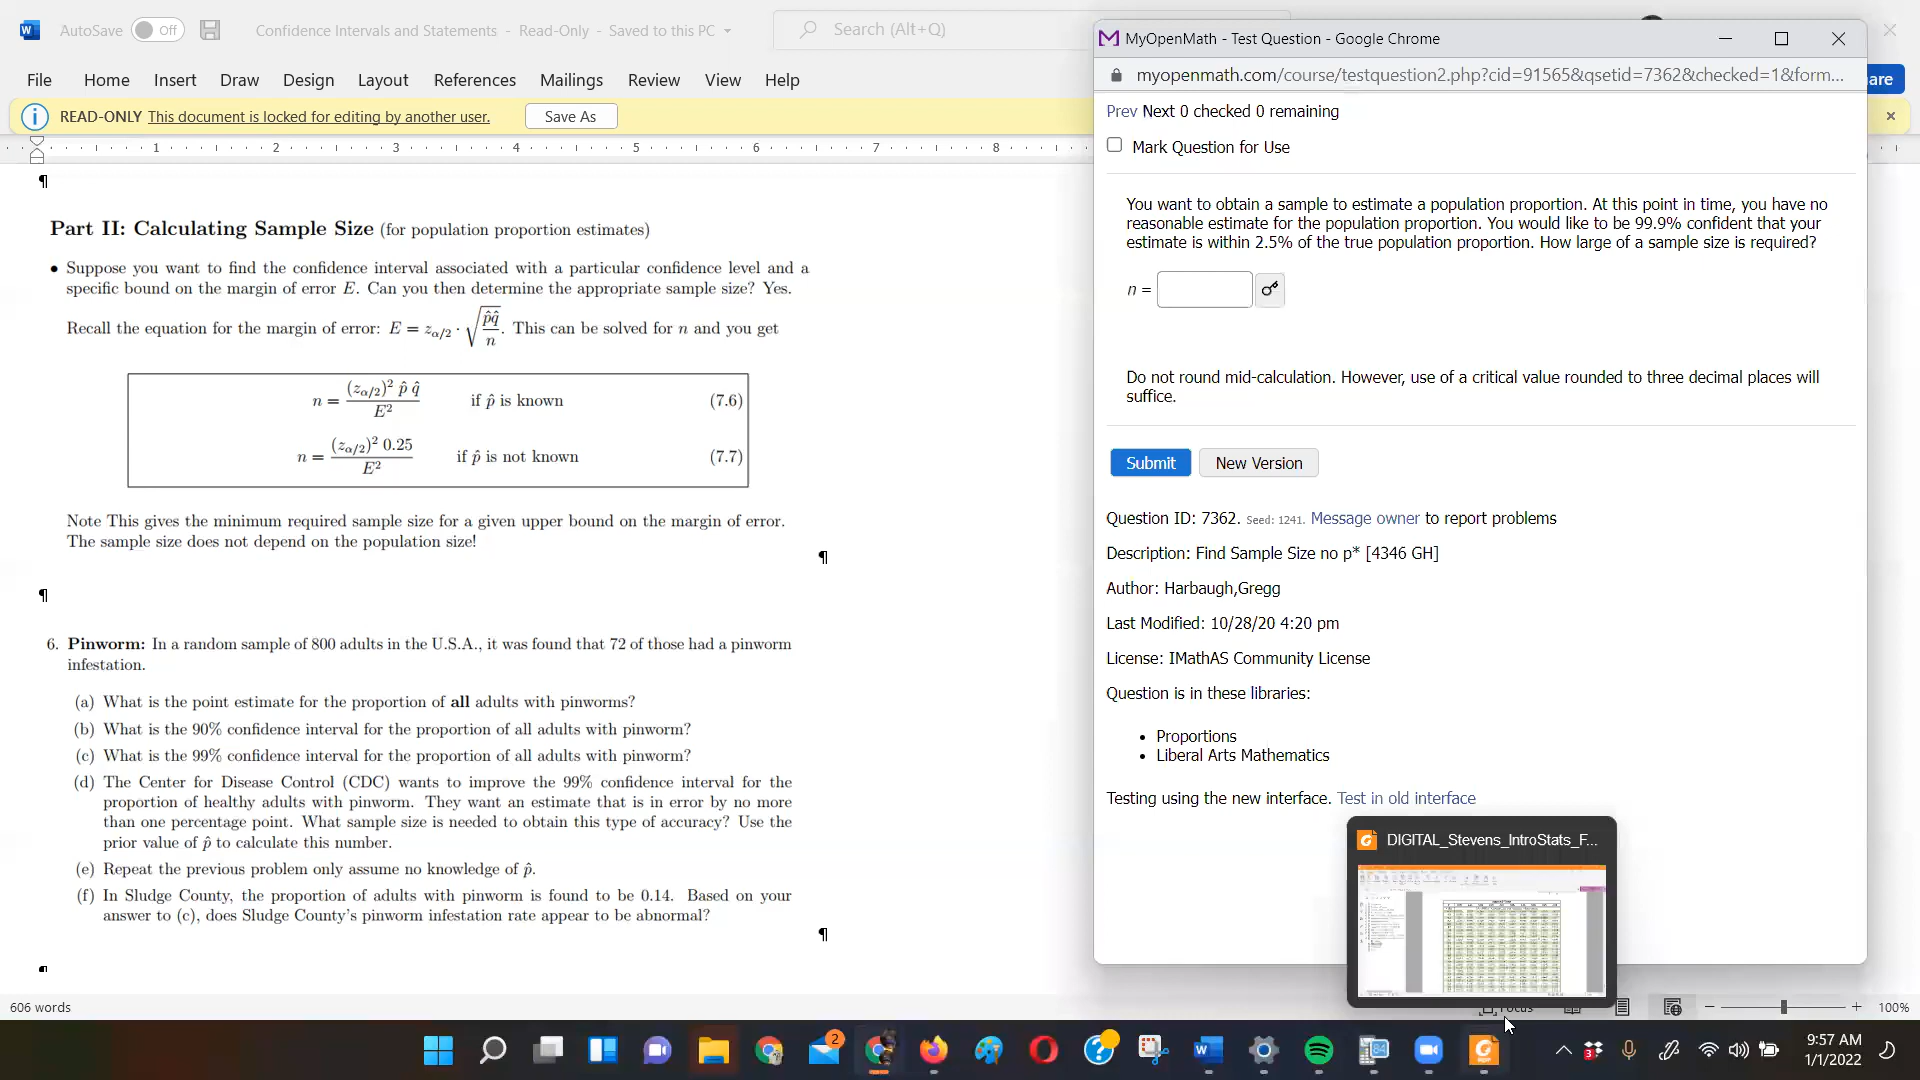 AutoSave Off Confidence Intervals and Statements - Read-Only - Saved to this PC Search (Alt+Q)
File Home Insert Draw Design Layout References Mailings Review View Help
READ-ONLY This document is locked for editing by another user. Save As
1 2 3 4 5 6 7 8
¶
Part II: Calculating Sample Size (for population proportion estimates)
• Suppose you want to find the confidence interval associated with a particular confidence level and a
specific bound on the margin of error E. Can you then determine the appropriate sample size? Yes.
Recall the equation for the margin of error: E = z_{α/2} · √(p̂q̂/n). This can be solved for n and you get
n = (z_{α/2})² p̂ q̂ / E² if p̂ is known (7.6)
n = (z_{α/2})² 0.25 / E² if p̂ is not known (7.7)
Note This gives the minimum required sample size for a given upper bound on the margin of error.
The sample size does not depend on the population size!
¶
¶
6. Pinworm: In a random sample of 800 adults in the U.S.A., it was found that 72 of those had a pinworm
infestation.
(a) What is the point estimate for the proportion of all adults with pinworms?
(b) What is the 90% confidence interval for the proportion of all adults with pinworm?
(c) What is the 99% confidence interval for the proportion of all adults with pinworm?
(d) The Center for Disease Control (CDC) wants to improve the 99% confidence interval for the
proportion of healthy adults with pinworm. They want an estimate that is in error by no more
than one percentage point. What sample size is needed to obtain this type of accuracy? Use the
prior value of p̂ to calculate this number.
(e) Repeat the previous problem only assume no knowledge of p̂.
(f) In Sludge County, the proportion of adults with pinworm is found to be 0.14. Based on your
answer to (c), does Sludge County's pinworm infestation rate appear to be abnormal?
¶
¶
606 words
MyOpenMath - Test Question - Google Chrome
myopenmath.com/course/testquestion2.php?cid=91565&qsetid=7362&checked=1&form...
are
Prev Next 0 checked 0 remaining
Mark Question for Use
You want to obtain a sample to estimate a population proportion. At this point in time, you have no
reasonable estimate for the population proportion. You would like to be 99.9% confident that your
estimate is within 2.5% of the true population proportion. How large of a sample size is required?
n =
Do not round mid-calculation. However, use of a critical value rounded to three decimal places will
suffice.
Submit New Version
Question ID: 7362. Seed: 1241. Message owner to report problems
Description: Find Sample Size no p* [4346 GH]
Author: Harbaugh,Gregg
Last Modified: 10/28/20 4:20 pm
License: IMathAS Community License
Question is in these libraries:
• Proportions
• Liberal Arts Mathematics
Testing using the new interface. Test in old interface
DIGITAL_Stevens_IntroStats_F...
Focus
100%
2
84
3
9:57 AM
1/1/2022